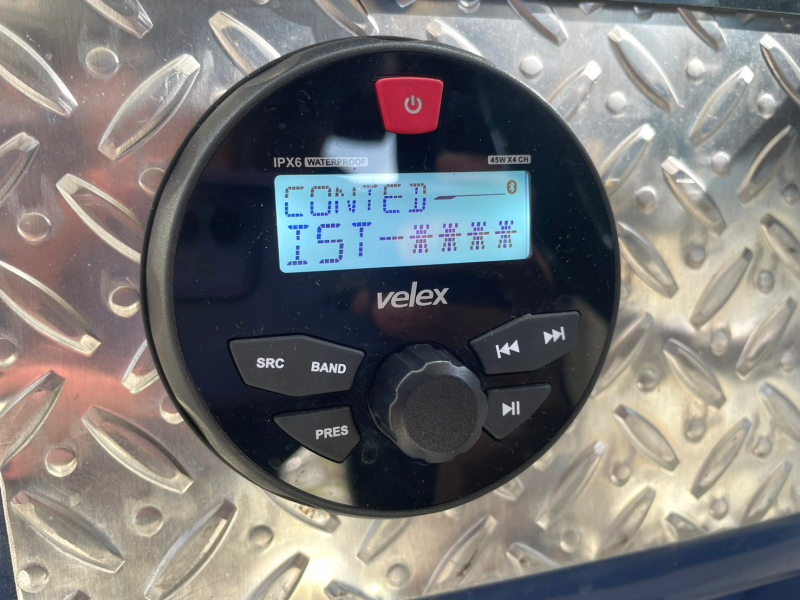 IPX6 WATERPROOF 45W X4 CH
CONTED
IST-****
velex
SRC BAND
PRES